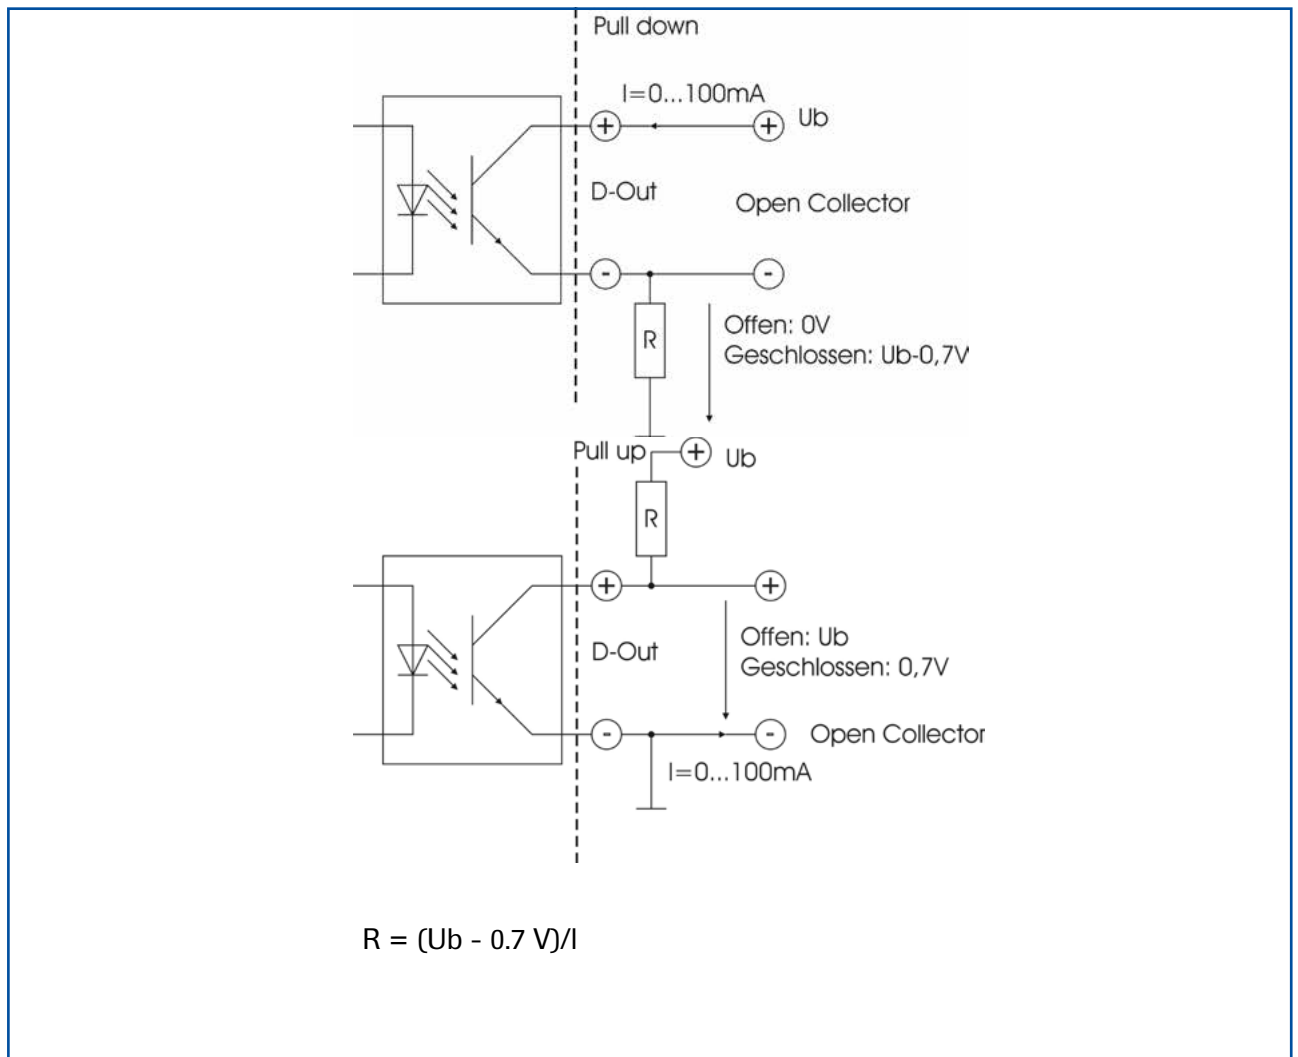 Pull down
I=0...100mA
+
+
Ub
D-Out
Open Collector
-
-
R
Offen: 0V
Geschlossen: Ub-0,7V
Pull up
+
Ub
R
+
+
D-Out
Offen: Ub
Geschlossen: 0,7V
-
-
Open Collector
I=0...100mA
R = (Ub - 0.7 V)/I